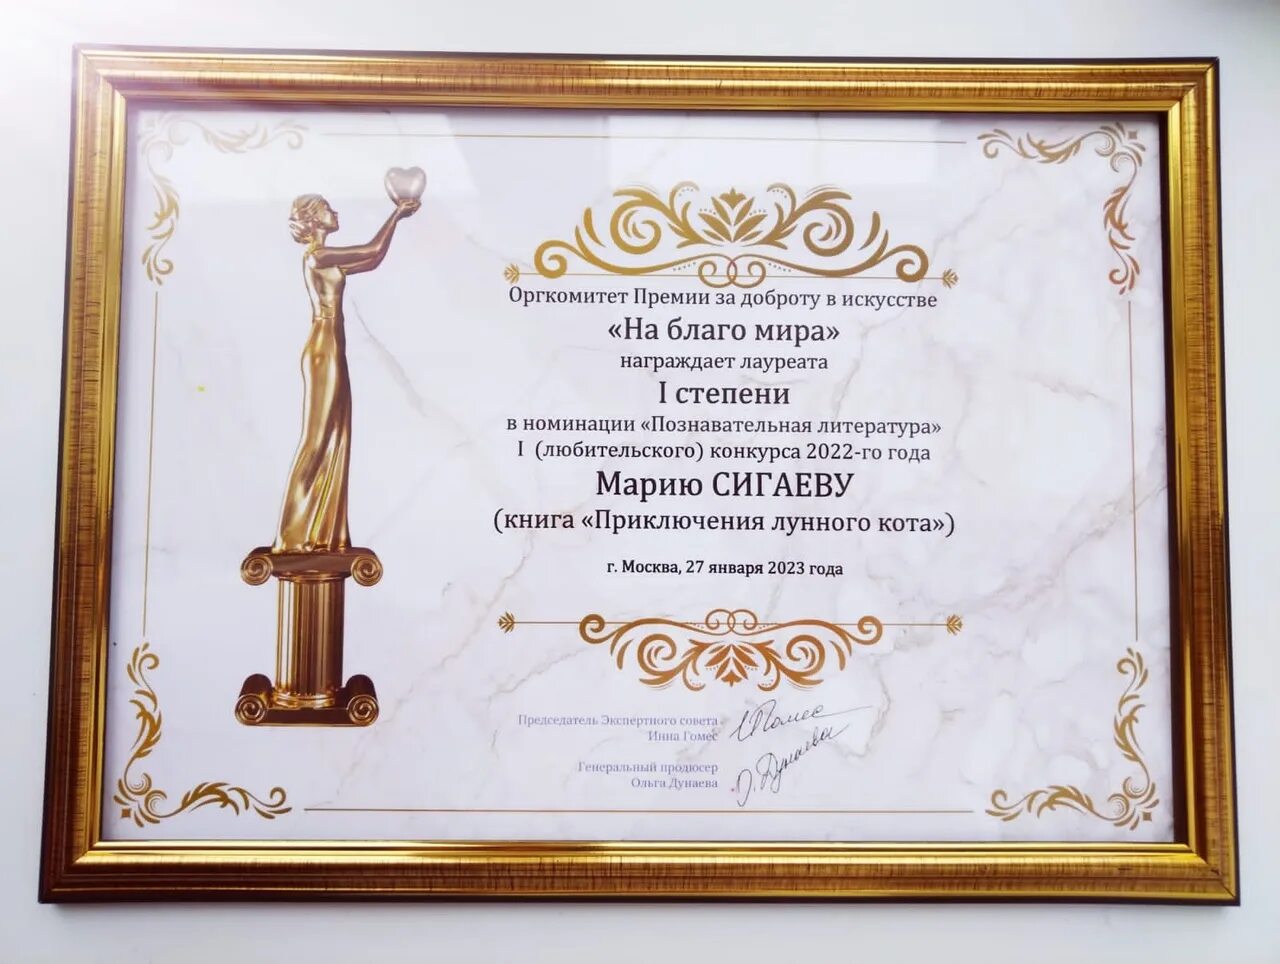 Оргкомитет Премии за доброту в искусстве
«На благо мира»
награждает лауреата
I степени
в номинации «Познавательная литература»
I (любительского) конкурса 2022-го года
Марию СИГАЕВУ
(книга «Приключения лунного кота»)
г. Москва, 27 января 2023 года
Председатель Экспертного совета
Инна Гомес
Генеральный продюсер
Ольга Дунаева
О. Дунаева